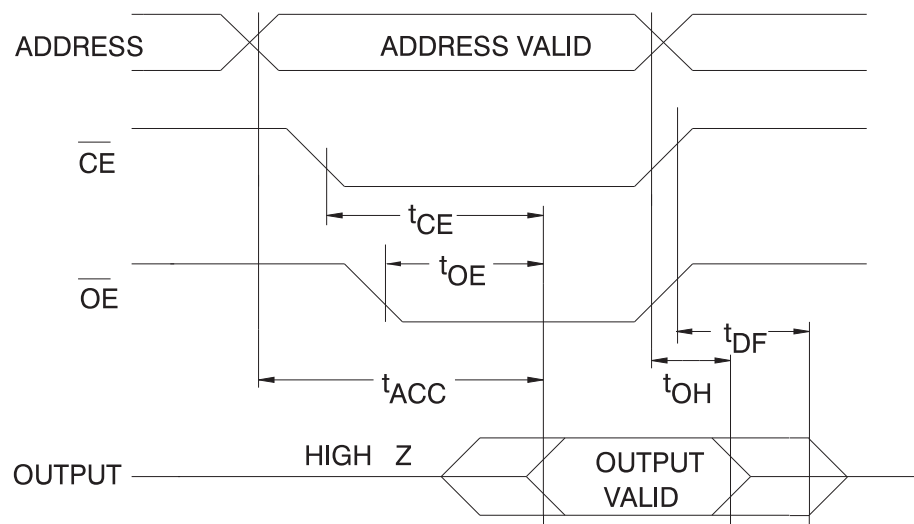 ADDRESS
ADDRESS VALID
CE
tCE
tOE
OE
tDF
tACC
tOH
HIGH Z
OUTPUT
OUTPUT
VALID